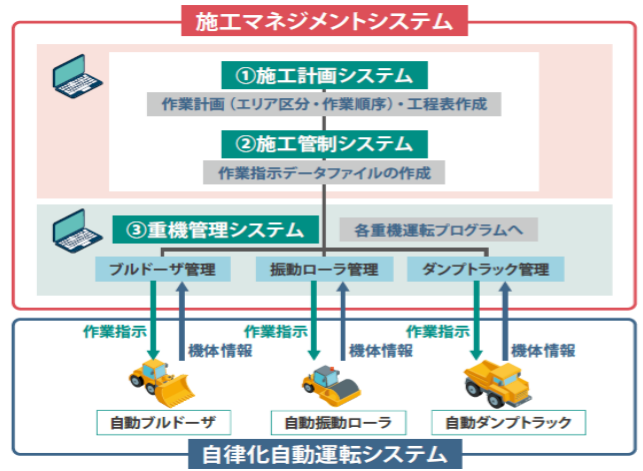 施工マネジメントシステム
①施工計画システム
作業計画（エリア区分・作業順序）・工程表作成
②施工管制システム
作業指示データファイルの作成
③重機管理システム
各重機運転プログラムへ
ブルドーザ管理
振動ローラ管理
ダンプトラック管理
作業指示
機体情報
作業指示
機体情報
作業指示
機体情報
自動ブルドーザ
自動振動ローラ
自動ダンプトラック
自律化自動運転システム